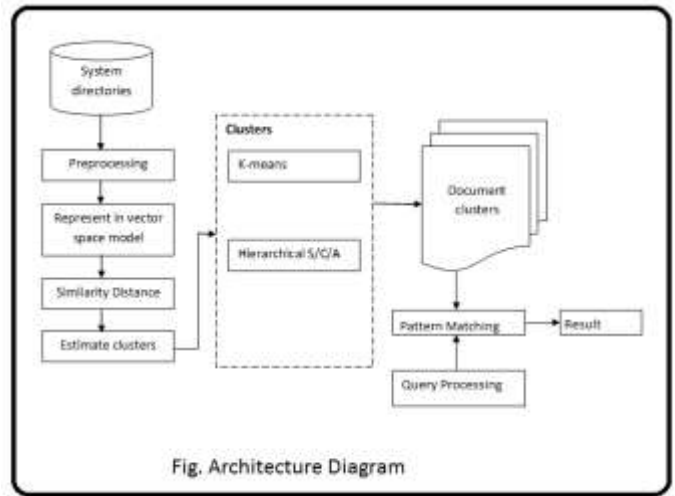 System
directories
Preprocessing
Represent in vector
space model
Similarity Distance
Estimate clusters
Clusters
K-means
Hierarchical S/C/A
Document
clusters
Pattern Matching
Result
Query Processing
Fig. Architecture Diagram